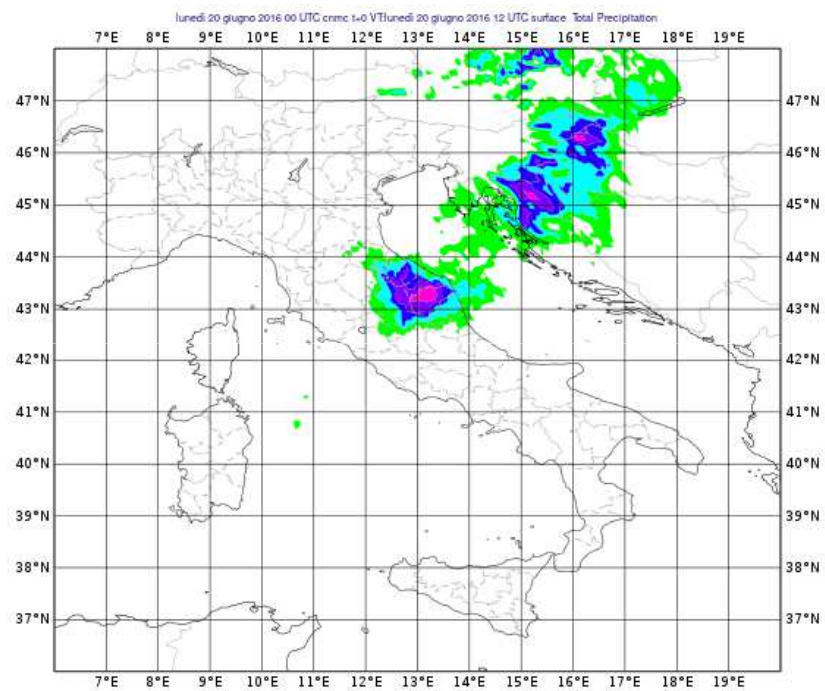 lunedì 20 giugno 2016 00 UTC cnmc t+0 VT:lunedì 20 giugno 2016 12 UTC surface Total Precipitation
7°E 8°E 9°E 10°E 11°E 12°E 13°E 14°E 15°E 16°E 17°E 18°E 19°E
47°N 47°N
46°N 46°N
45°N 45°N
44°N 44°N
43°N 43°N
42°N 42°N
41°N 41°N
40°N 40°N
39°N 39°N
38°N 38°N
37°N 37°N
7°E 8°E 9°E 10°E 11°E 12°E 13°E 14°E 15°E 16°E 17°E 18°E 19°E